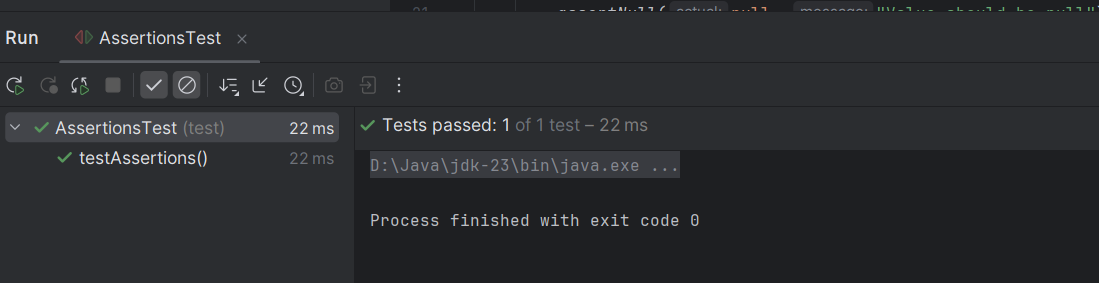 21
Run AssertionsTest
AssertionsTest (test) 22 ms
testAssertions() 22 ms
Tests passed: 1 of 1 test – 22 ms
D:\Java\jdk-23\bin\java.exe ...
Process finished with exit code 0